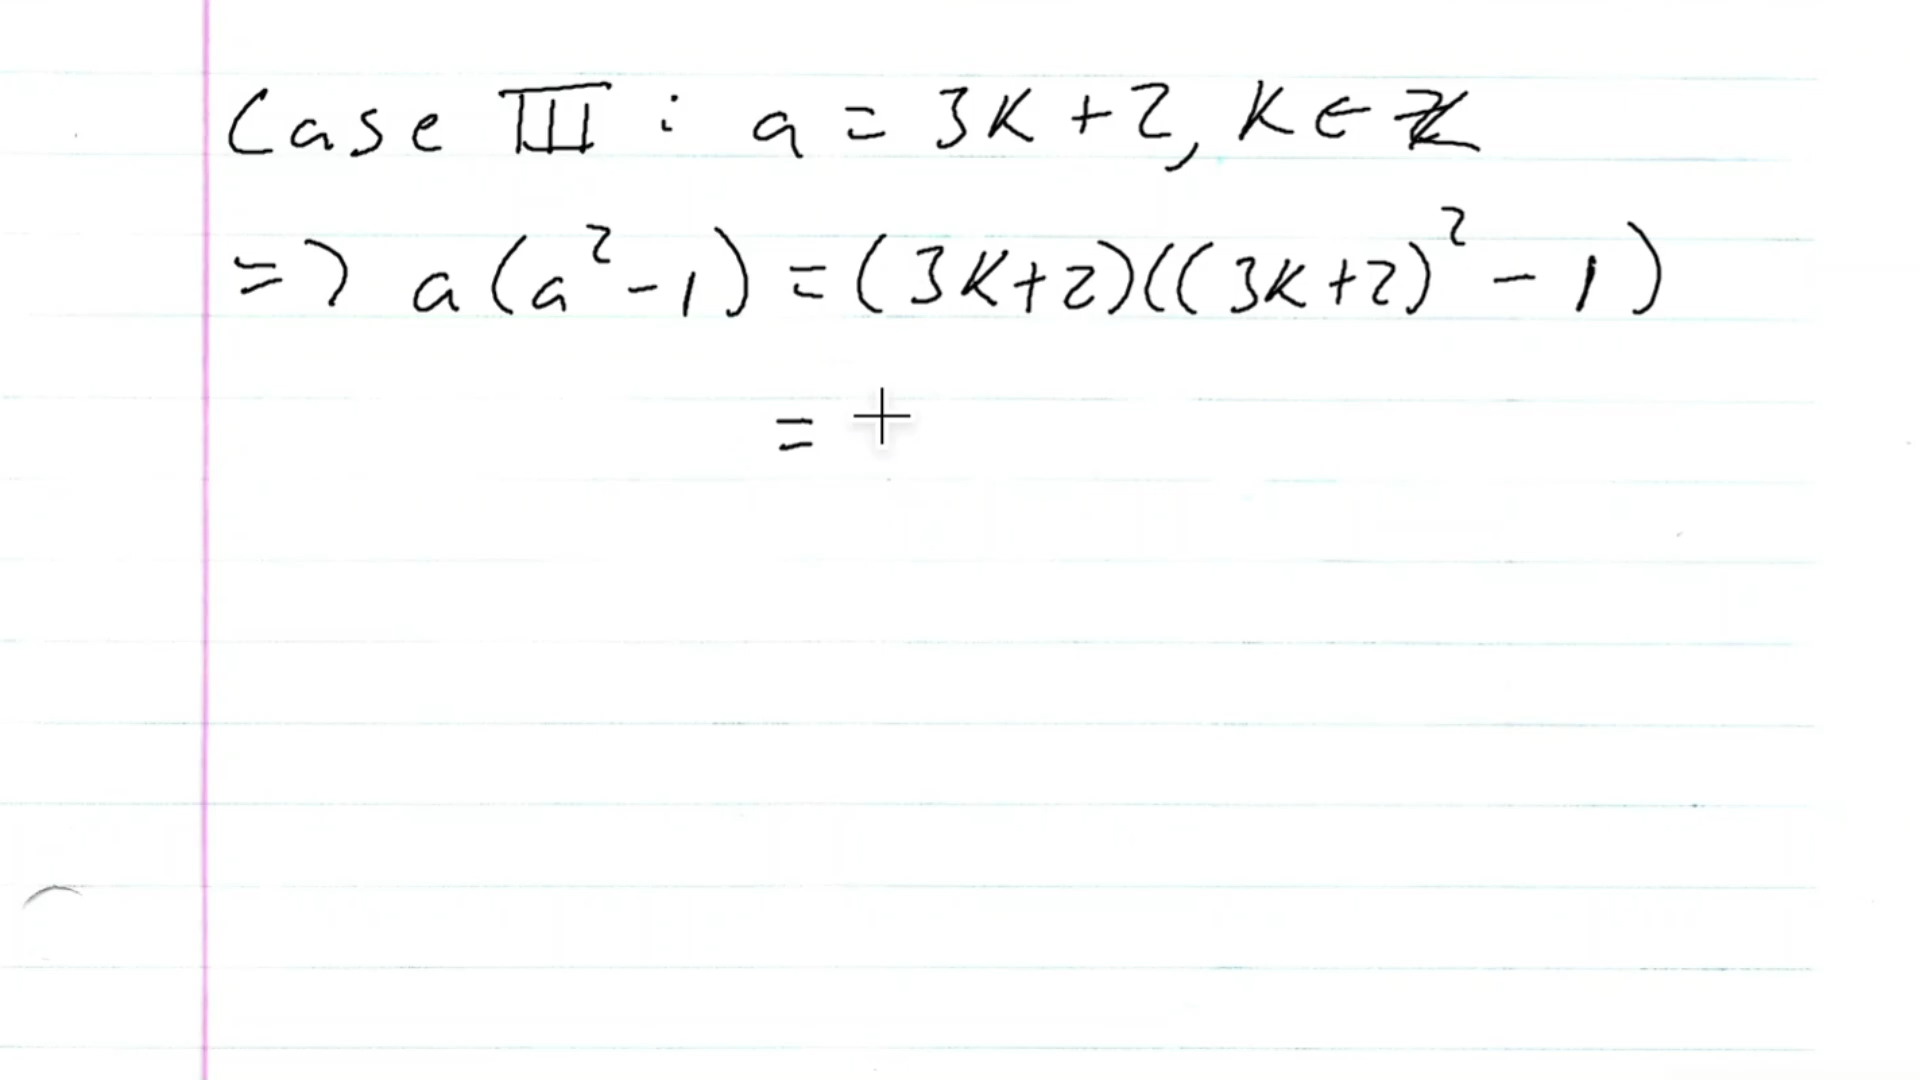 Case III : a = 3K+2, K ∈ ℤ
=> a(a²-1) = (3K+2)((3K+2)² - 1)
=